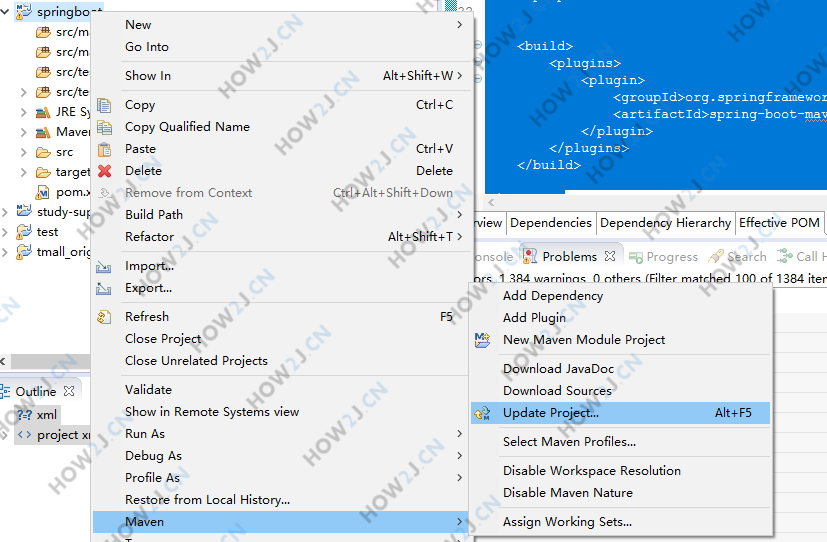 springboot
src/m
src/m
src/te
src/te
JRE Sy
Maven
src
target
pom.x
study-sup
test
tmall_orig
Outline
?=? xml
project xm
New
Go Into
Show In Alt+Shift+W
Copy Ctrl+C
Copy Qualified Name
Paste Ctrl+V
Delete Delete
Remove from Context Ctrl+Alt+Shift+Down
Build Path
Refactor Alt+Shift+T
Import...
Export...
Refresh F5
Close Project
Close Unrelated Projects
Validate
Show in Remote Systems view
Run As
Debug As
Profile As
Restore from Local History...
Maven
<build>
<plugins>
<plugin>
<groupId>org.springframework
<artifactId>spring-boot-mav
</plugin>
</plugins>
</build>
rview Dependencies Dependency Hierarchy Effective POM
onsole Problems Progress Search Call H
ors, 1,384 warnings, 0 others (Filter matched 100 of 1384 item
Add Dependency
Add Plugin
New Maven Module Project
Download JavaDoc
Download Sources
Update Project... Alt+F5
Select Maven Profiles...
Disable Workspace Resolution
Disable Maven Nature
Assign Working Sets...
HOW2J.CN